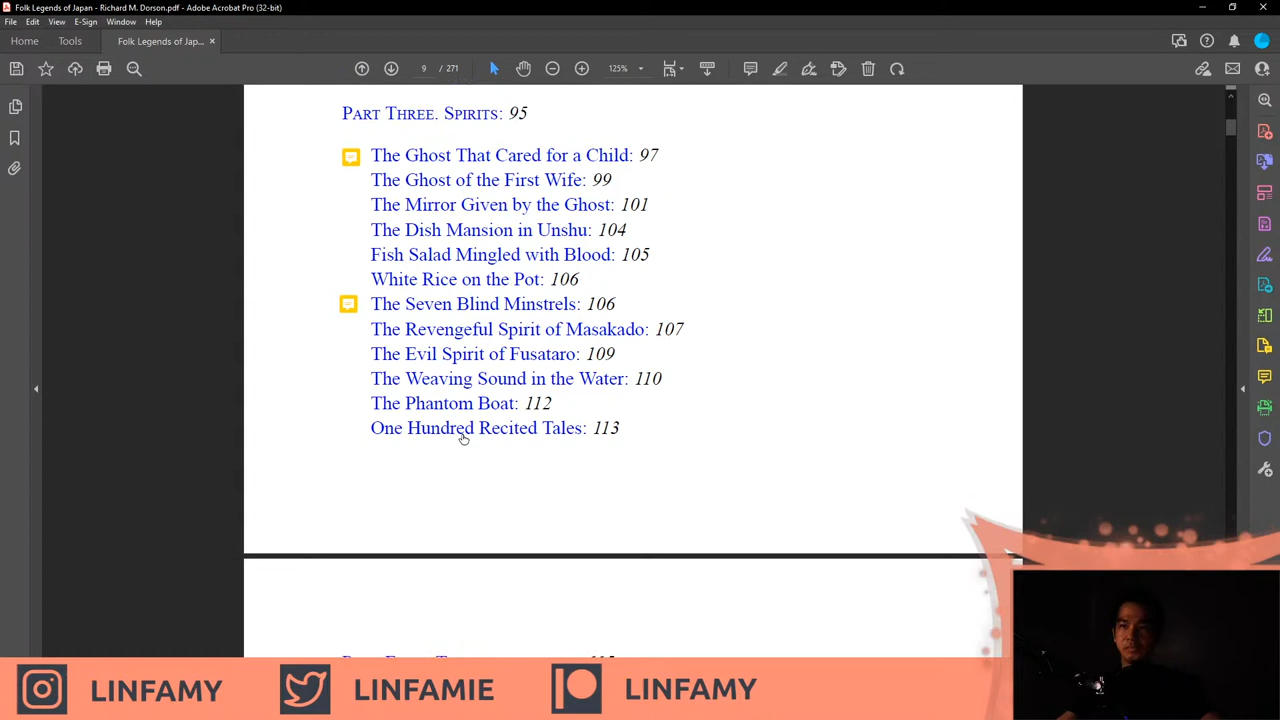 Folk Legends of Japan - Richard M. Dorson.pdf - Adobe Acrobat Pro (32-bit)
File Edit View E-Sign Window Help
Home Tools Folk Legends of Jap... ×
9 / 271 125%
PART THREE. SPIRITS: 95
The Ghost That Cared for a Child: 97
The Ghost of the First Wife: 99
The Mirror Given by the Ghost: 101
The Dish Mansion in Unshu: 104
Fish Salad Mingled with Blood: 105
White Rice on the Pot: 106
The Seven Blind Minstrels: 106
The Revengeful Spirit of Masakado: 107
The Evil Spirit of Fusataro: 109
The Weaving Sound in the Water: 110
The Phantom Boat: 112
One Hundred Recited Tales: 113
LINFAMY LINFAMIE LINFAMY